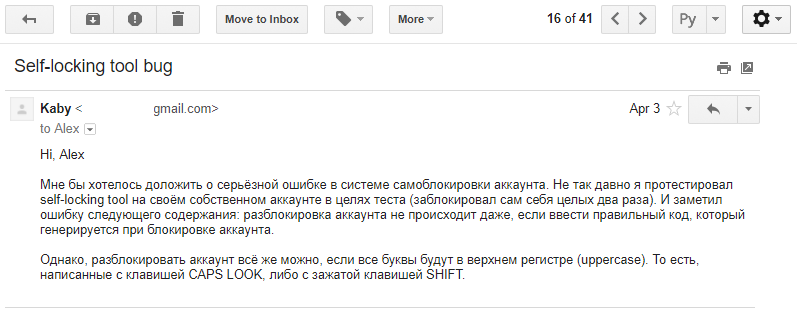 Move to Inbox More 16 of 41 Ру
Self-locking tool bug
Kaby < gmail.com> Apr 3
to Alex
Hi, Alex
Мне бы хотелось доложить о серьёзной ошибке в системе самоблокировки аккаунта. Не так давно я протестировал
self-locking tool на своём собственном аккаунте в целях теста (заблокировал сам себя целых два раза). И заметил
ошибку следующего содержания: разблокировка аккаунта не происходит даже, если ввести правильный код, который
генерируется при блокировке аккаунта.
Однако, разблокировать аккаунт всё же можно, если все буквы будут в верхнем регистре (uppercase). То есть,
написанные с клавишей CAPS LOOK, либо с зажатой клавишей SHIFT.